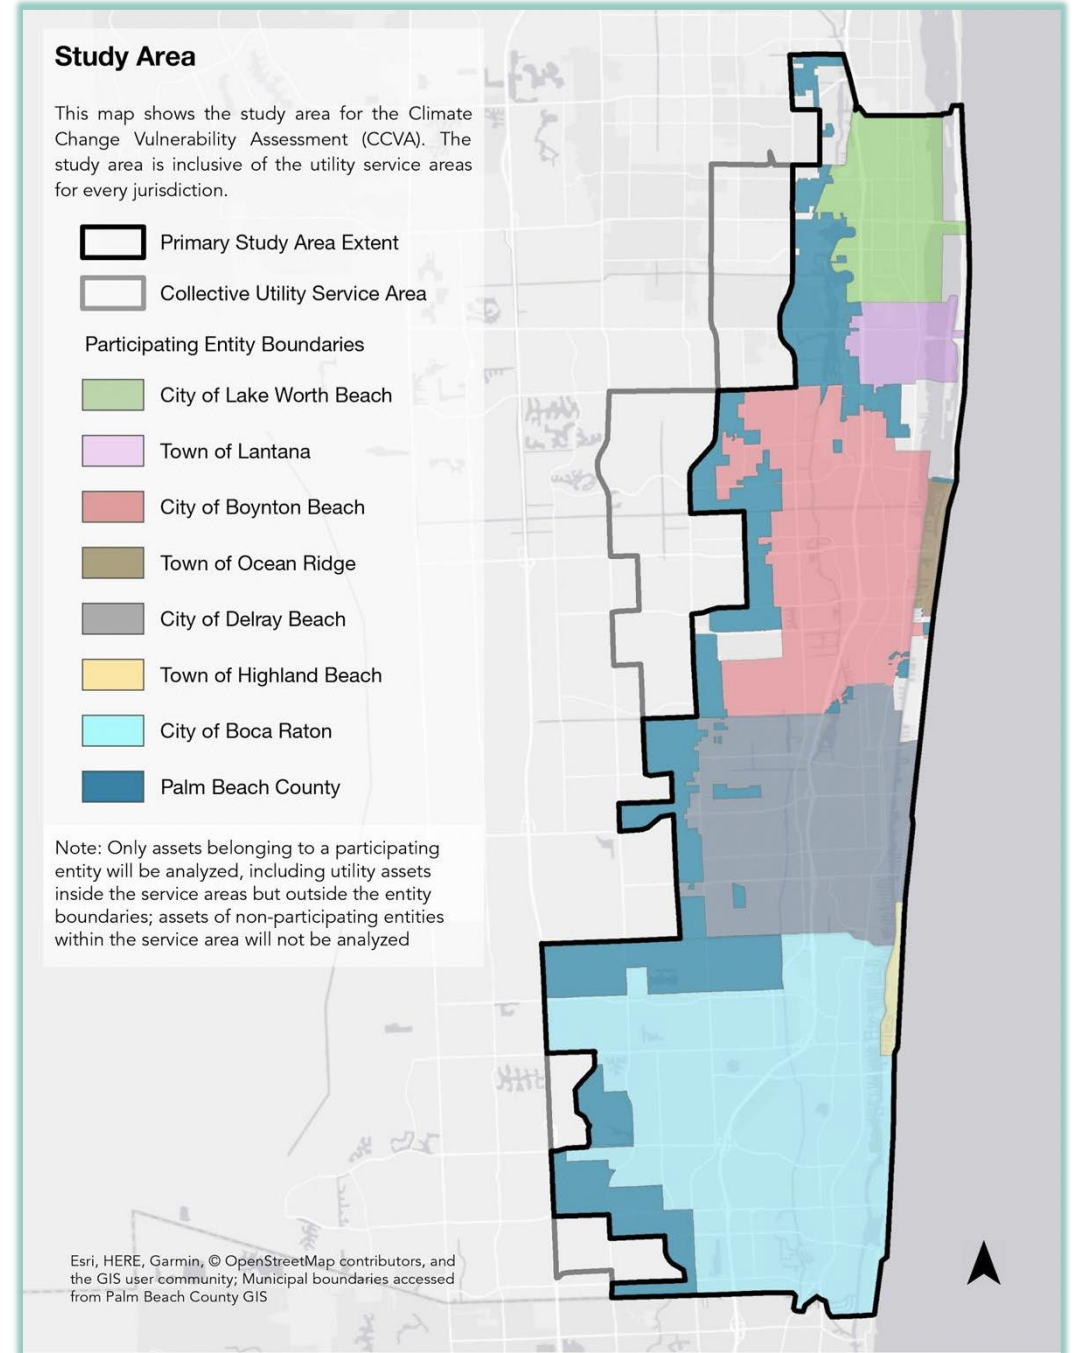 Study Area
This map shows the study area for the Climate
Change Vulnerability Assessment (CCVA). The
study area is inclusive of the utility service areas
for every jurisdiction.
Primary Study Area Extent
Collective Utility Service Area
Participating Entity Boundaries
City of Lake Worth Beach
Town of Lantana
City of Boynton Beach
Town of Ocean Ridge
City of Delray Beach
Town of Highland Beach
City of Boca Raton
Palm Beach County
Note: Only assets belonging to a participating
entity will be analyzed, including utility assets
inside the service areas but outside the entity
boundaries; assets of non-participating entities
within the service area will not be analyzed
Esri, HERE, Garmin, © OpenStreetMap contributors, and
the GIS user community; Municipal boundaries accessed
from Palm Beach County GIS